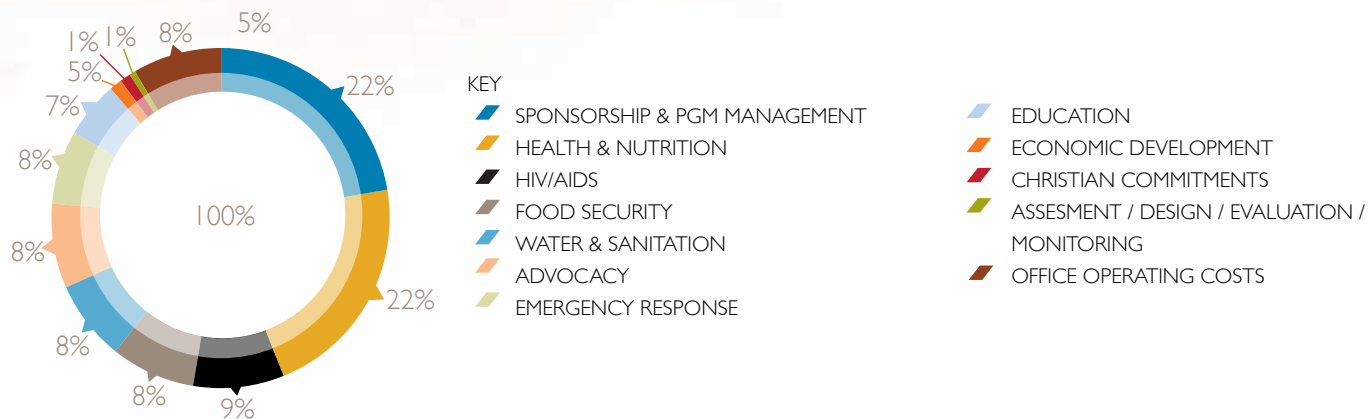 5%
1% 1% 8%
5%
22%
7%
8%
100%
8%
22%
8%
8%
9%
KEY
SPONSORSHIP & PGM MANAGEMENT
HEALTH & NUTRITION
HIV/AIDS
FOOD SECURITY
WATER & SANITATION
ADVOCACY
EMERGENCY RESPONSE
EDUCATION
ECONOMIC DEVELOPMENT
CHRISTIAN COMMITMENTS
ASSESMENT / DESIGN / EVALUATION /
MONITORING
OFFICE OPERATING COSTS